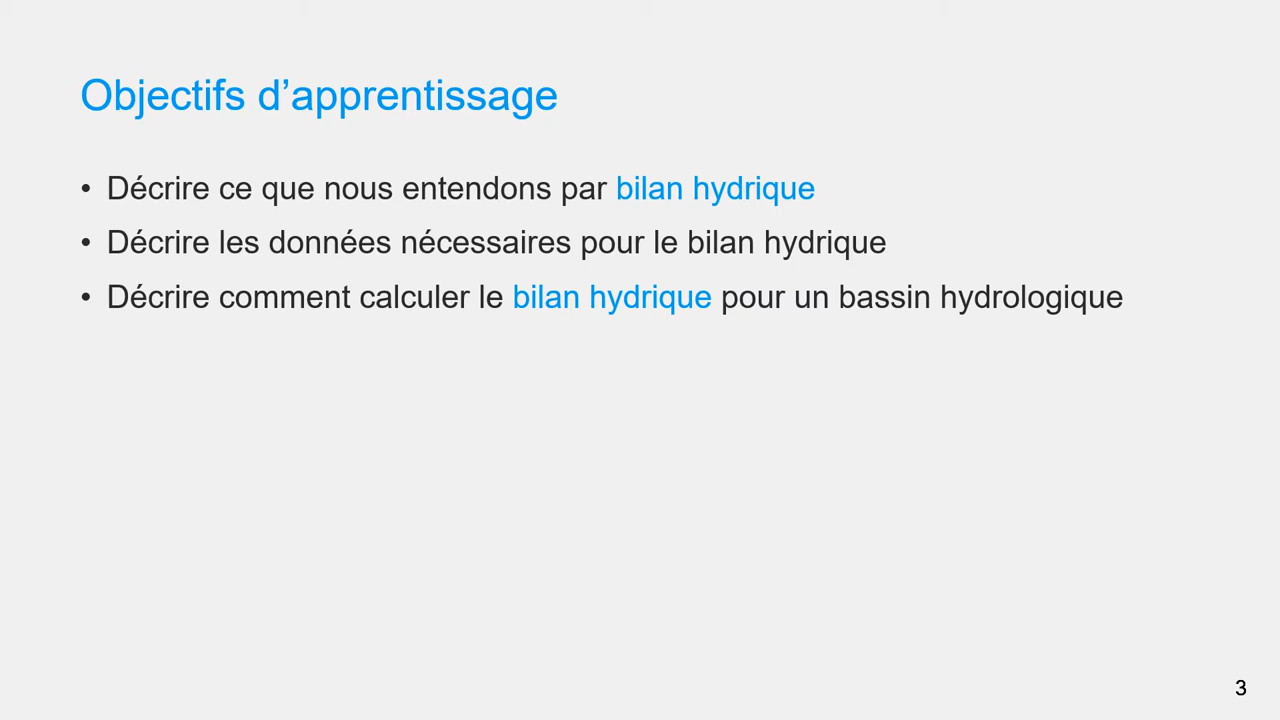 Objectifs d’apprentissage
• Décrire ce que nous entendons par bilan hydrique
• Décrire les données nécessaires pour le bilan hydrique
• Décrire comment calculer le bilan hydrique pour un bassin hydrologique
3